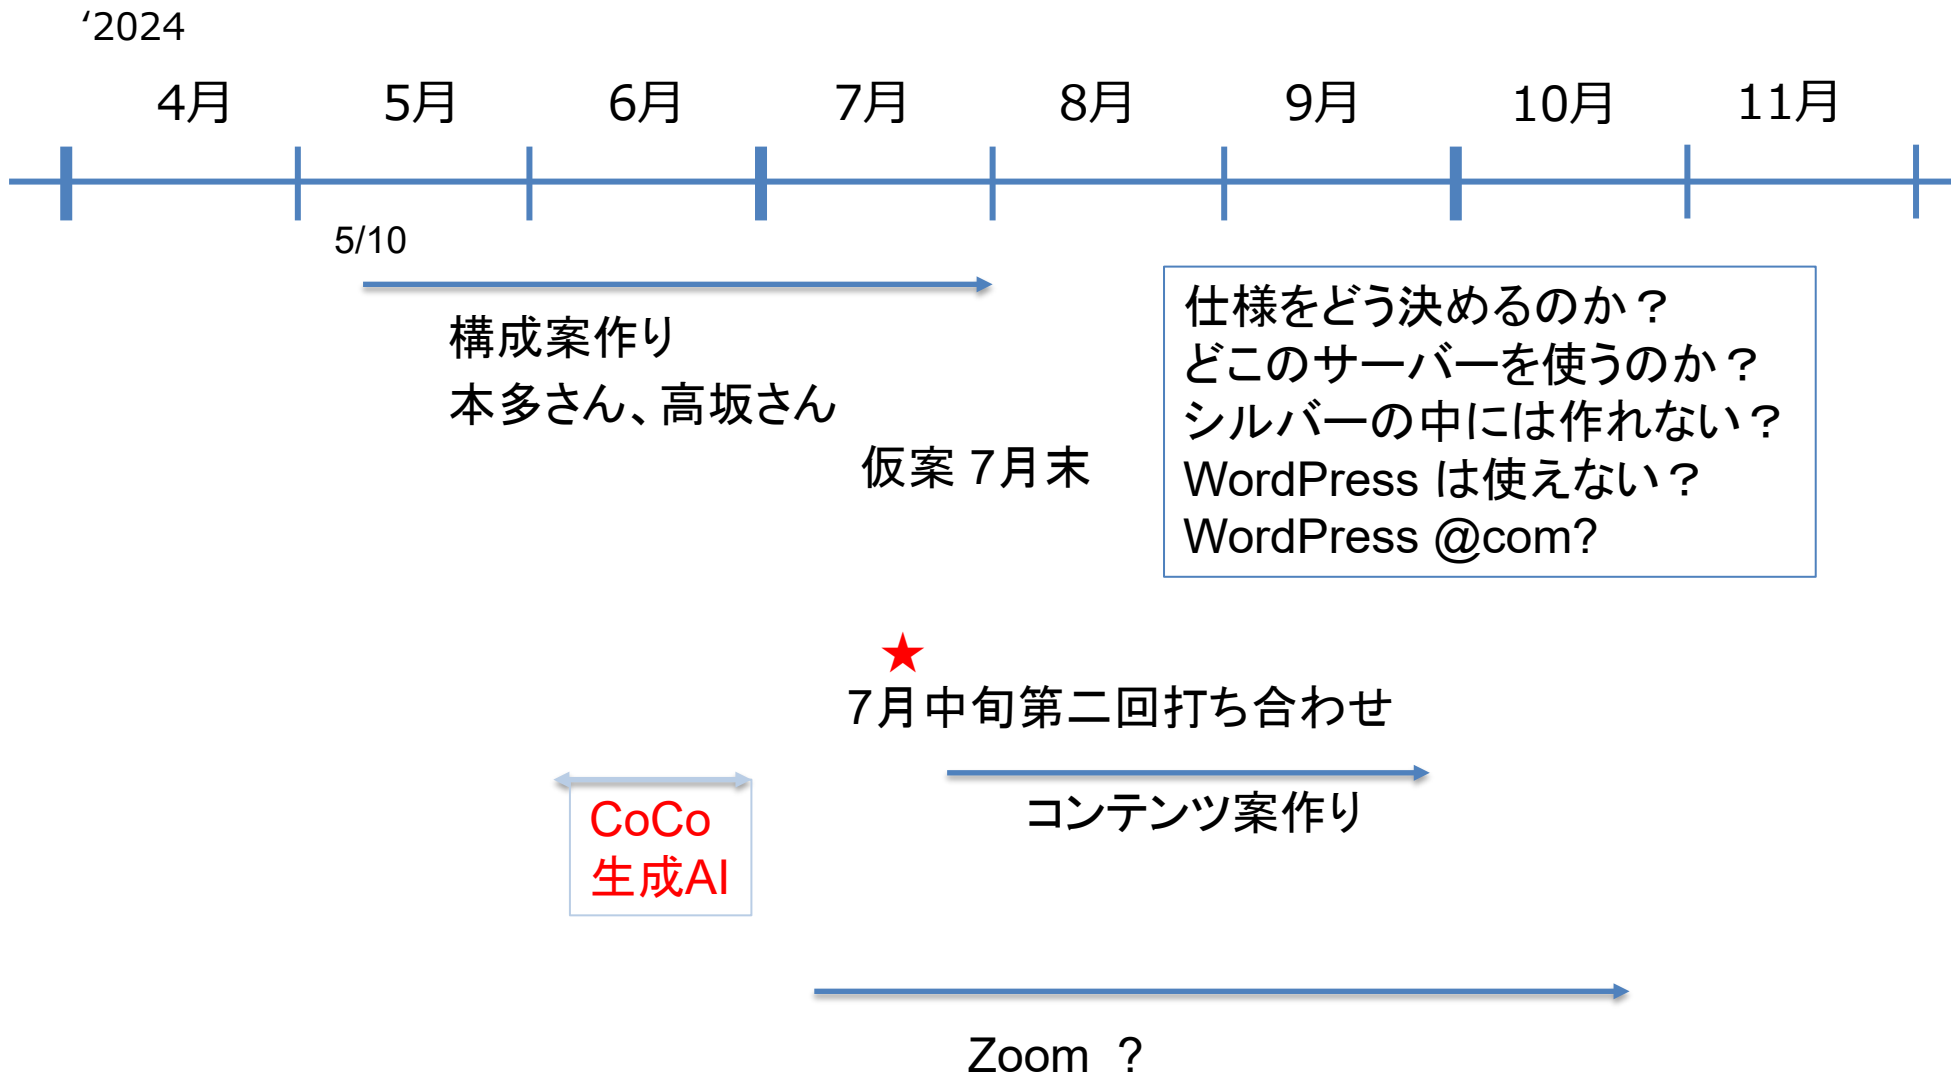 ‘2024
4月 5月 6月 7月 8月 9月 10月 11月
5/10
構成案作り
本多さん、高坂さん
仮案 7月末
仕様をどう決めるのか？
どこのサーバーを使うのか？
シルバーの中には作れない？
WordPress は使えない？
WordPress @com?
★
7月中旬第二回打ち合わせ
コンテンツ案作り
CoCo
生成AI
Zoom ？